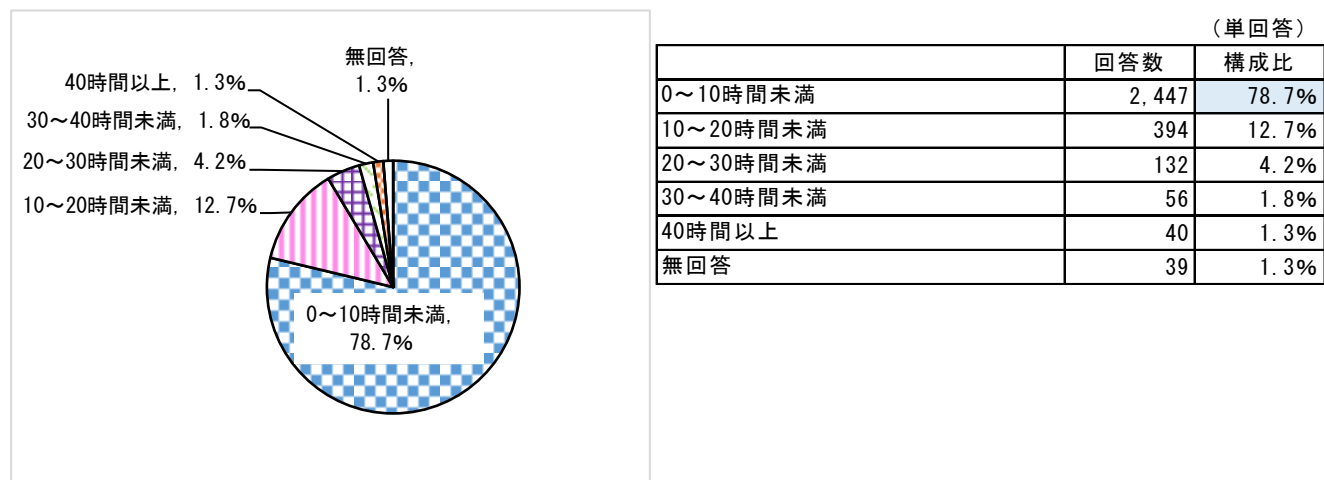 無回答,
1.3%
40時間以上, 1.3%
30～40時間未満, 1.8%
20～30時間未満, 4.2%
10～20時間未満, 12.7%
0～10時間未満,
78.7%
（単回答）
回答数 構成比
0～10時間未満 2,447 78.7%
10～20時間未満 394 12.7%
20～30時間未満 132 4.2%
30～40時間未満 56 1.8%
40時間以上 40 1.3%
無回答 39 1.3%